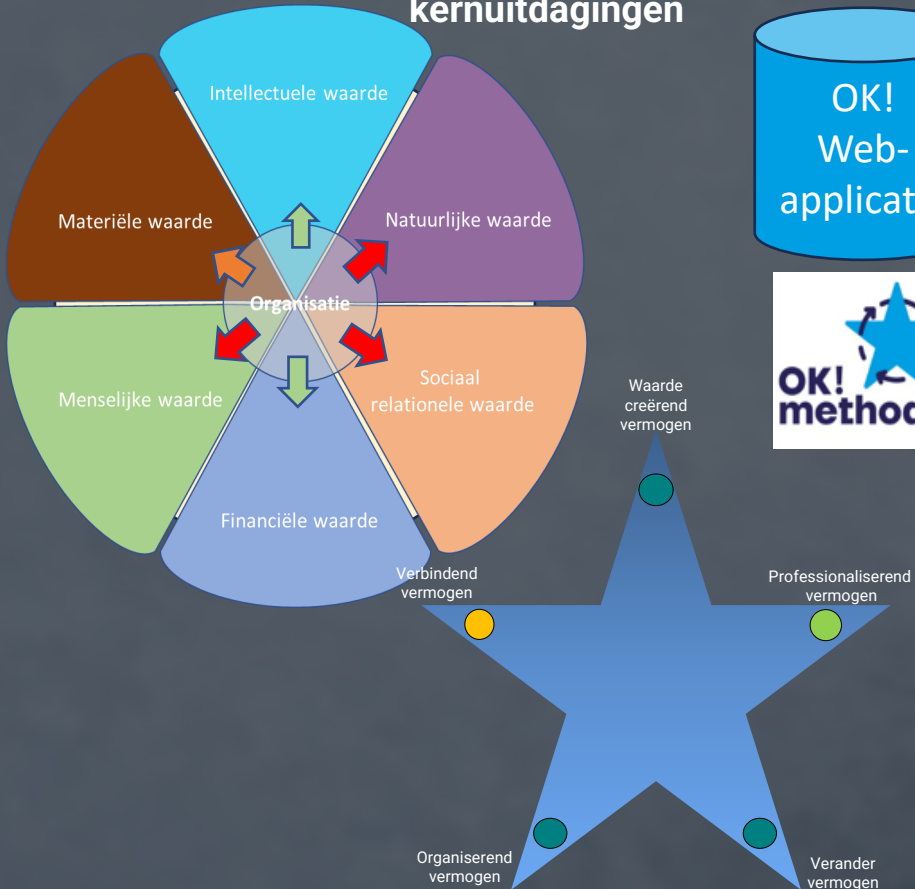 kernuitdagingen
Intellectuele waarde
Materiële waarde
Natuurlijke waarde
Organisatie
Menselijke waarde
Sociaal
relationele waarde
Financiële waarde
OK!
Web-
applicat
OK!
method
Waarde
creërend
vermogen
Verbindend
vermogen
Professionaliserend
vermogen
Organiserend
vermogen
Verander
vermogen